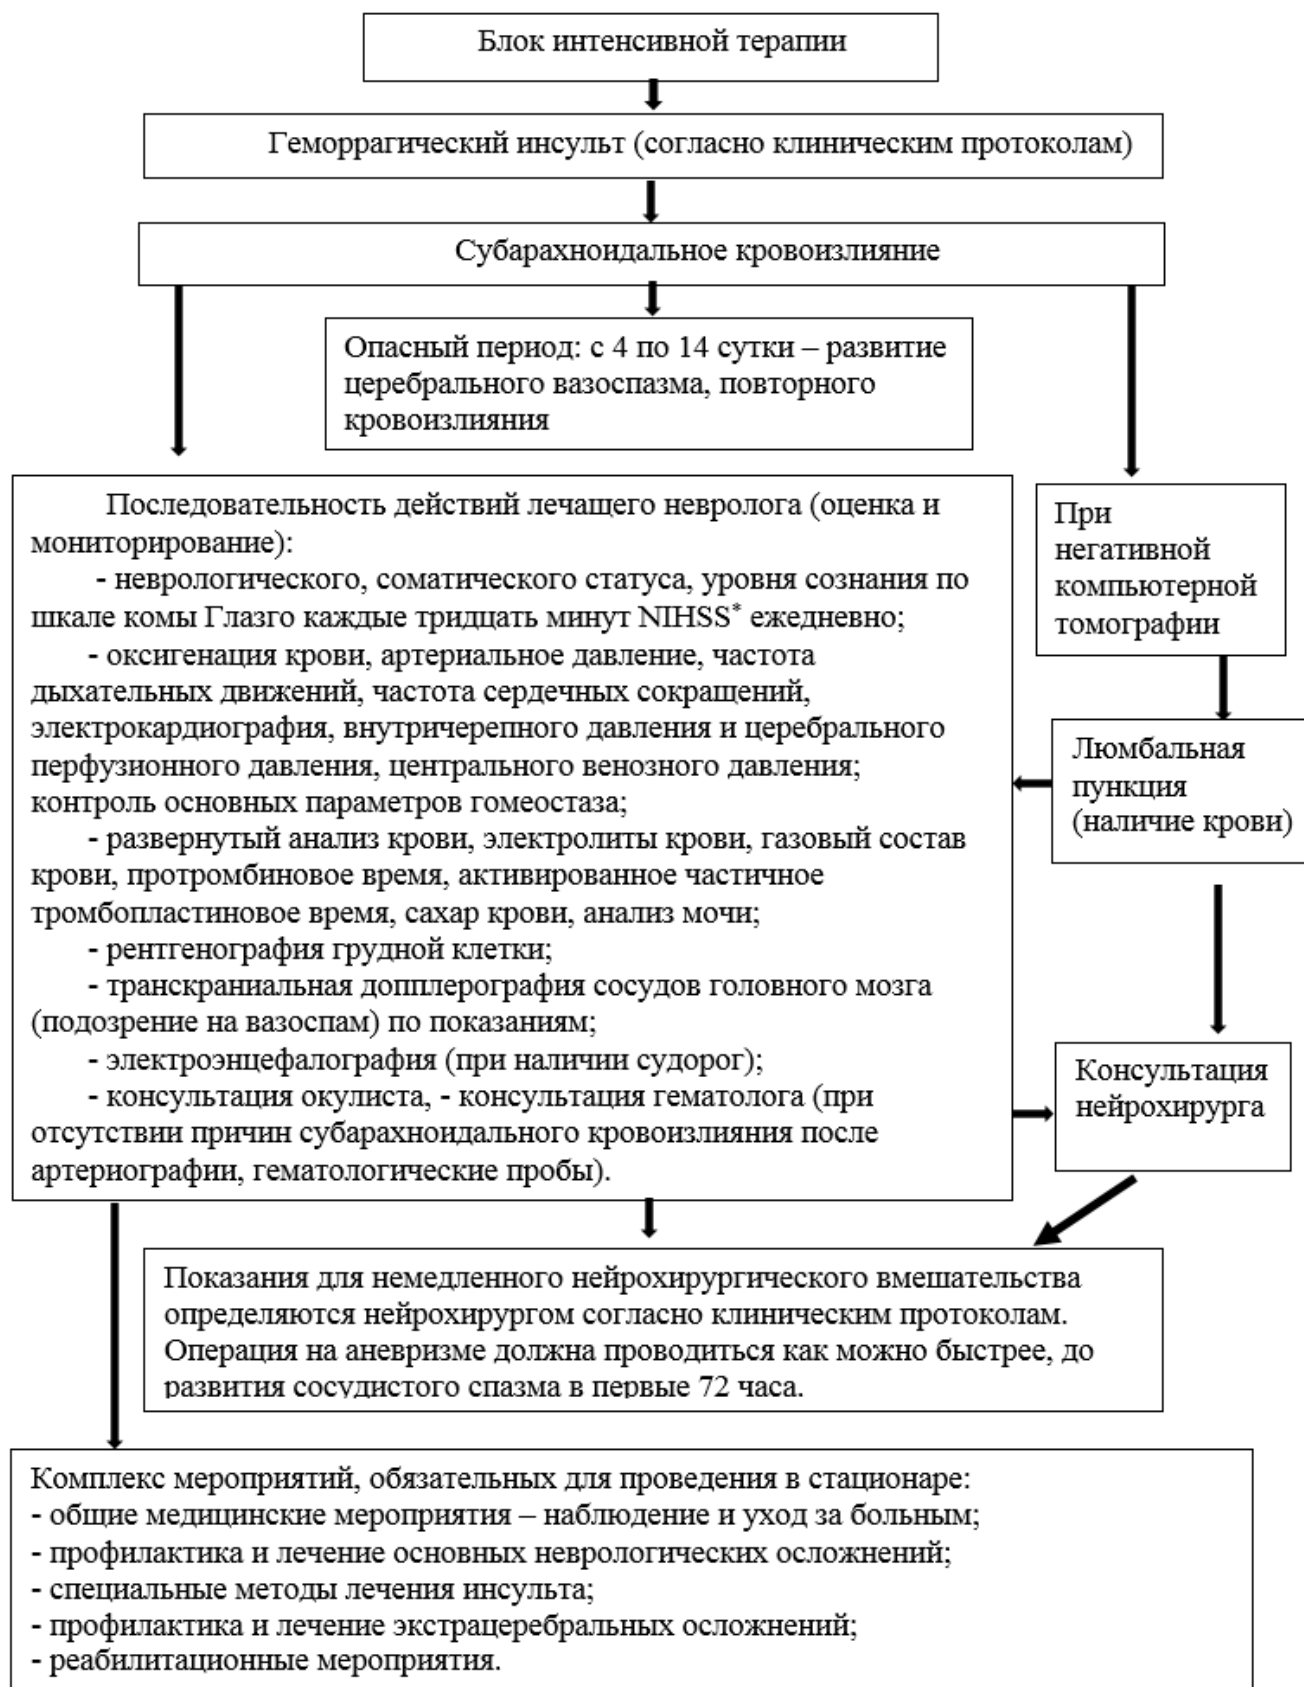 Блок интенсивной терапии
Геморрагический инсульт (согласно клиническим протоколам)
Субарахноидальное кровоизлияние
Опасный период: с 4 по 14 сутки – развитие
церебрального вазоспазма, повторного
кровоизлияния
Последовательность действий лечащего невролога (оценка и
мониторирование):
- неврологического, соматического статуса, уровня сознания по
шкале комы Глазго каждые тридцать минут NIHSS* ежедневно;
- оксигенация крови, артериальное давление, частота
дыхательных движений, частота сердечных сокращений,
электрокардиография, внутричерепного давления и церебрального
перфузионного давления, центрального венозного давления;
контроль основных параметров гомеостаза;
- развернутый анализ крови, электролиты крови, газовый состав
крови, протромбиновое время, активированное частичное
тромбопластиновое время, сахар крови, анализ мочи;
- рентгенография грудной клетки;
- транскраниальная допплерография сосудов головного мозга
(подозрение на вазоспам) по показаниям;
- электроэнцефалография (при наличии судорог);
- консультация окулиста, - консультация гематолога (при
отсутствии причин субарахноидального кровоизлияния после
артериографии, гематологические пробы).
При
негативной
компьютерной
томографии
Люмбальная
пункция
(наличие крови)
Консультация
нейрохирурга
Показания для немедленного нейрохирургического вмешательства
определяются нейрохирургом согласно клиническим протоколам.
Операция на аневризме должна проводиться как можно быстрее, до
развития сосудистого спазма в первые 72 часа.
Комплекс мероприятий, обязательных для проведения в стационаре:
- общие медицинские мероприятия – наблюдение и уход за больным;
- профилактика и лечение основных неврологических осложнений;
- специальные методы лечения инсульта;
- профилактика и лечение экстрацеребральных осложнений;
- реабилитационные мероприятия.